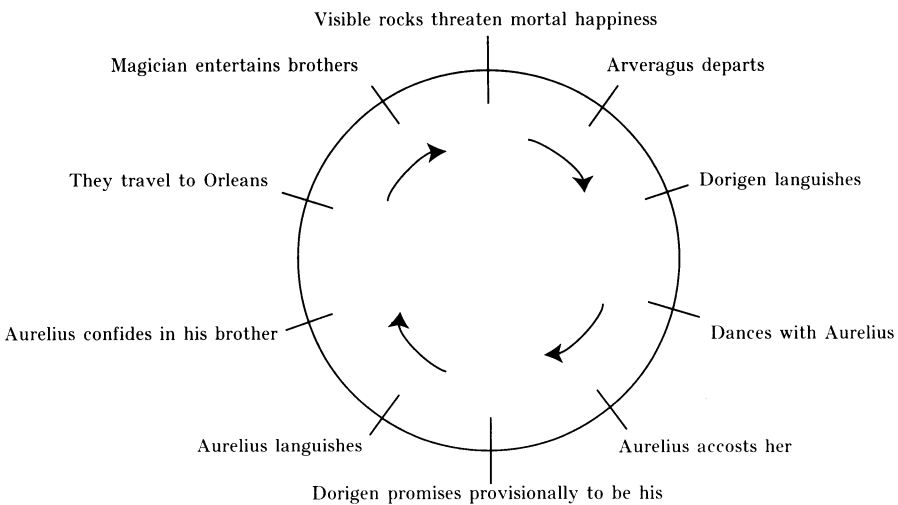 Visible rocks threaten mortal happiness
Magician entertains brothers
Arveragus departs
They travel to Orleans
Dorigen languishes
Aurelius confides in his brother
Dances with Aurelius
Aurelius languishes
Aurelius accosts her
Dorigen promises provisionally to be his